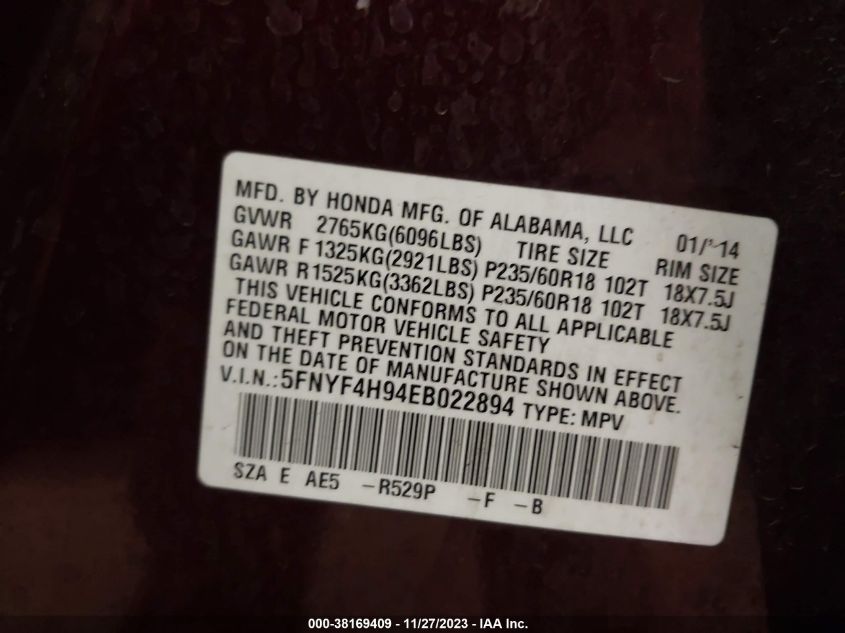 MFD. BY HONDA MFG. OF ALABAMA, LLC 01/14
GVWR 2765KG(6096LBS) TIRE SIZE RIM SIZE
GAWR F 1325KG(2921LBS) P235/60R18 102T 18X7.5J
GAWR R1525KG(3362LBS) P235/60R18 102T 18X7.5J
THIS VEHICLE CONFORMS TO ALL APPLICABLE
FEDERAL MOTOR VEHICLE SAFETY
AND THEFT PREVENTION STANDARDS IN EFFECT
ON THE DATE OF MANUFACTURE SHOWN ABOVE.
V.I.N.:5FNYF4H94EB022894 TYPE: MPV
SZA E AE5 -R529P -F -B
000-38169409 - 11/27/2023 - IAA Inc.